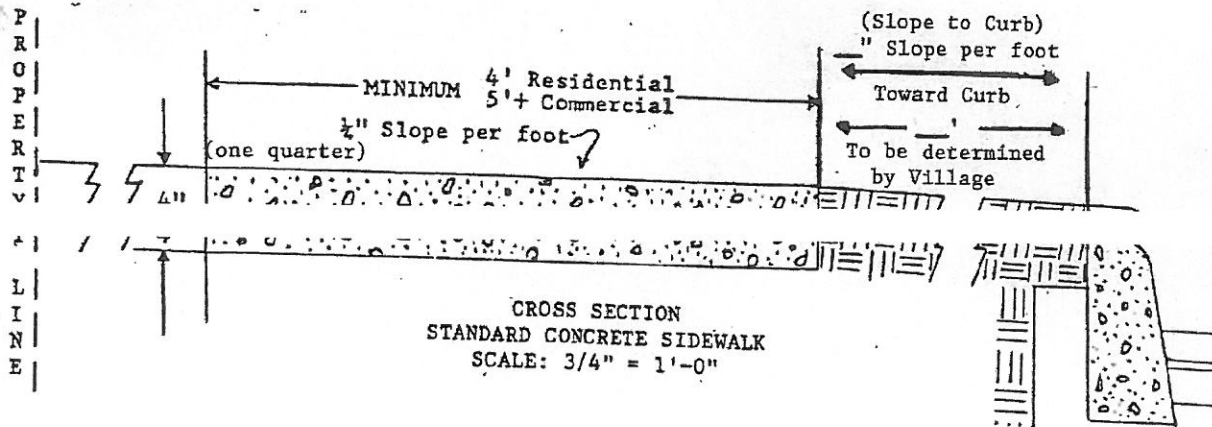 PROPERTY LINE
(Slope to Curb)
__" Slope per foot
Toward Curb
__'
To be determined
by Village
MINIMUM 4' Residential
5'+ Commercial
¼" Slope per foot
(one quarter)
4"
CROSS SECTION
STANDARD CONCRETE SIDEWALK
SCALE: 3/4" = 1'-0"